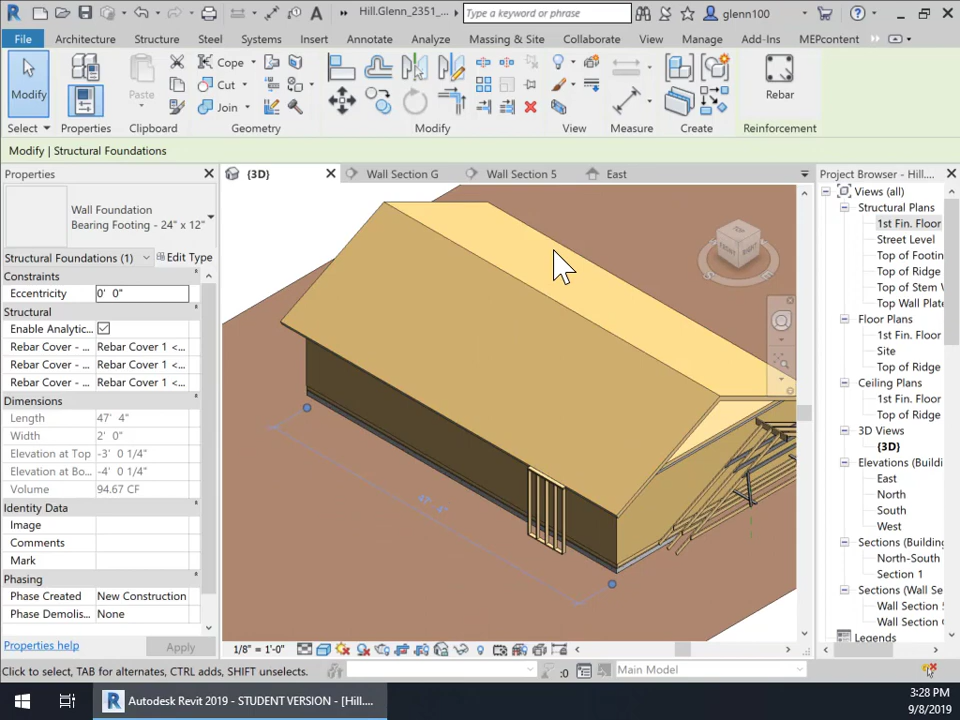 Hill.Glenn_2351_...
Type a keyword or phrase
glenn100
File Architecture Structure Steel Systems Insert Annotate Analyze Massing & Site Collaborate View Manage Add-Ins MEPcontent
Modify
Paste
Cope
Cut
Join
Rebar
Select Properties Clipboard Geometry Modify View Measure Create Reinforcement
Modify | Structural Foundations
Properties
{3D}
Wall Section G
Wall Section 5
East
Project Browser - Hill....
Wall Foundation
Bearing Footing - 24" x 12"
Structural Foundations (1)
Edit Type
Constraints
Eccentricity 0' 0"
Structural
Enable Analytic...
Rebar Cover - ... Rebar Cover 1 <...
Rebar Cover - ... Rebar Cover 1 <...
Rebar Cover - ... Rebar Cover 1 <...
Dimensions
Length 47' 4"
Width 2' 0"
Elevation at Top -3' 0 1/4"
Elevation at Bo... -4' 0 1/4"
Volume 94.67 CF
Identity Data
Image
Comments
Mark
Phasing
Phase Created New Construction
Phase Demolis... None
Properties help
Apply
TOP
FRONT
RIGHT
47' - 4"
Views (all)
Structural Plans
1st Fin. Floor
Street Level
Top of Footin
Top of Ridge
Top of Stem W
Top Wall Plate
Floor Plans
1st Fin. Floor
Site
Top of Ridge
Ceiling Plans
1st Fin. Floor
Top of Ridge
3D Views
{3D}
Elevations (Buildi
East
North
South
West
Sections (Building
North-South
Section 1
Sections (Wall Se
Wall Section 5
Wall Section G
Legends
1/8" = 1'-0"
Click to select, TAB for alternates, CTRL adds, SHIFT unselects.
:0
Main Model
Autodesk Revit 2019 - STUDENT VERSION - [Hill....
3:28 PM
9/8/2019